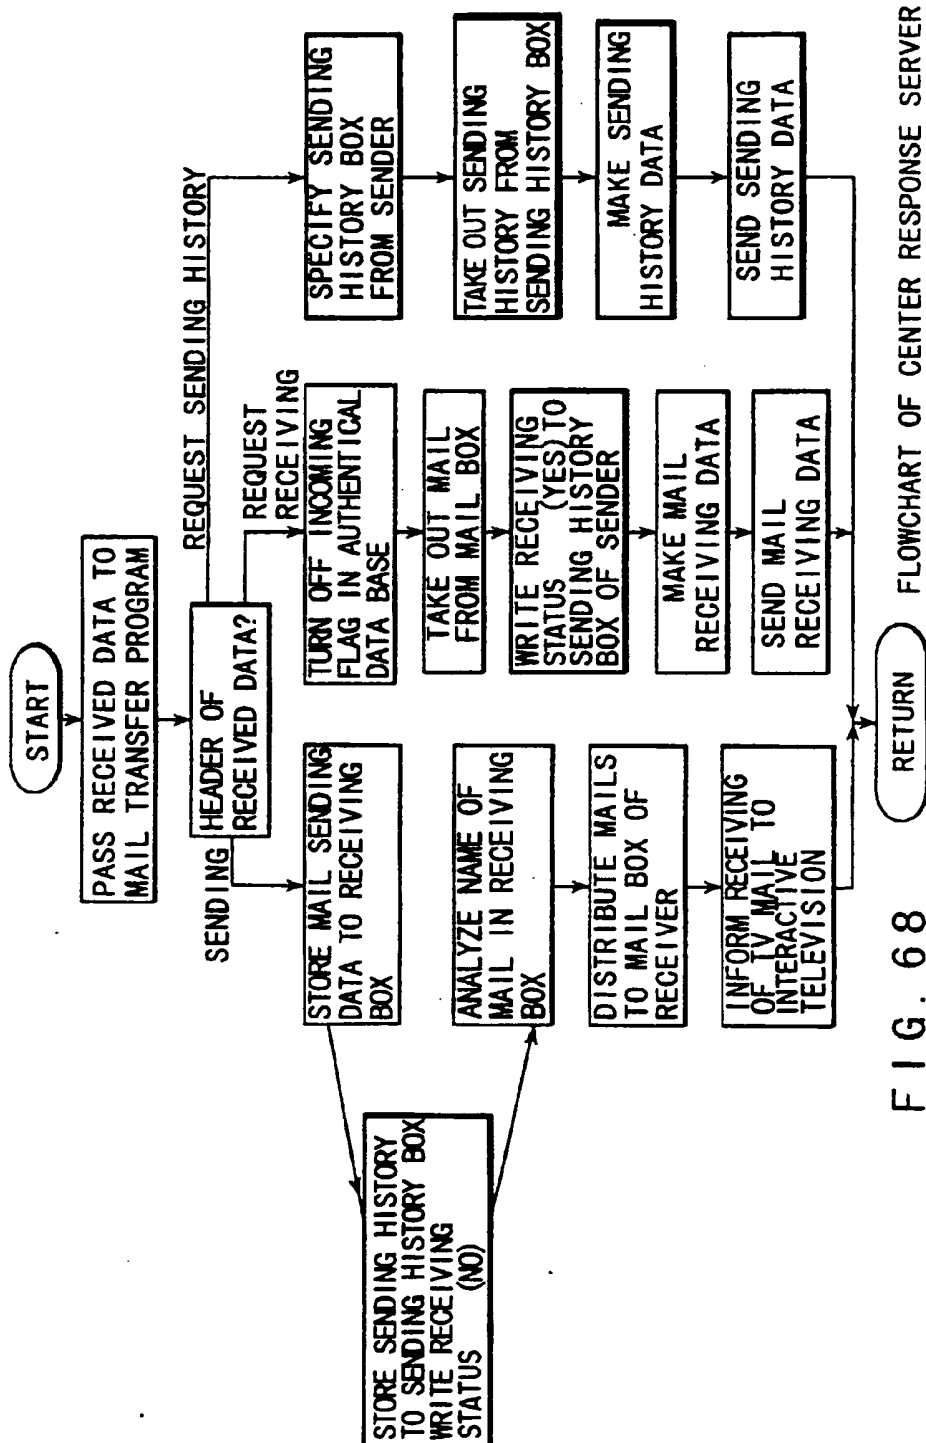 START
PASS RECEIVED DATA TO
MAIL TRANSFER PROGRAM
HEADER OF
RECEIVED DATA?
SENDING
STORE MAIL SENDING
DATA TO RECEIVING
BOX
STORE SENDING HISTORY
TO SENDING HISTORY BOX
WRITE RECEIVING
STATUS (NO)
ANALYZE NAME OF
MAIL IN RECEIVING
BOX
DISTRIBUTE MAILS
TO MAIL BOX OF
RECEIVER
INFORM RECEIVING
OF TV MAIL TO
INTERACTIVE
TELEVISION
REQUEST
RECEIVING
TURN OFF INCOMING
FLAG IN AUTHENTICAL
DATA BASE
TAKE OUT MAIL
FROM MAIL BOX
WRITE RECEIVING
STATUS (YES) TO
SENDING HISTORY
BOX OF SENDER
MAKE MAIL
RECEIVING DATA
SEND MAIL
RECEIVING DATA
REQUEST SENDING HISTORY
SPECIFY SENDING
HISTORY BOX
FROM SENDER
TAKE OUT SENDING
HISTORY FROM
SENDING HISTORY BOX
MAKE SENDING
HISTORY DATA
SEND SENDING
HISTORY DATA
RETURN
FIG. 68
FLOWCHART OF CENTER RESPONSE SERVER